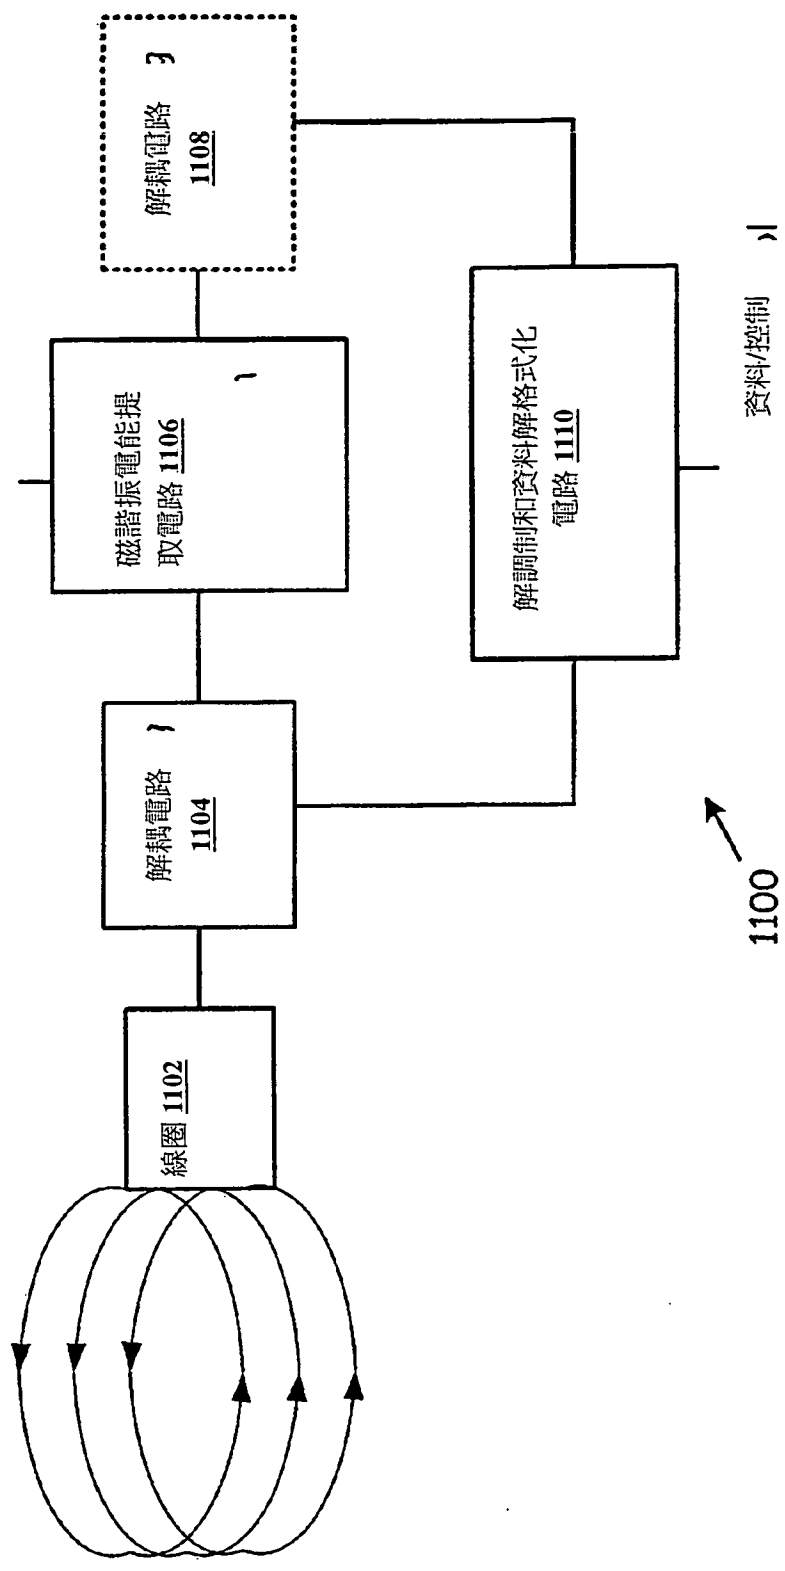 線圈 1102
解耦電路
1104
磁諧振電能提
取電路 1106
解耦電路
1108
解調制和資料解格式化
電路 1110
資料/控制
1100